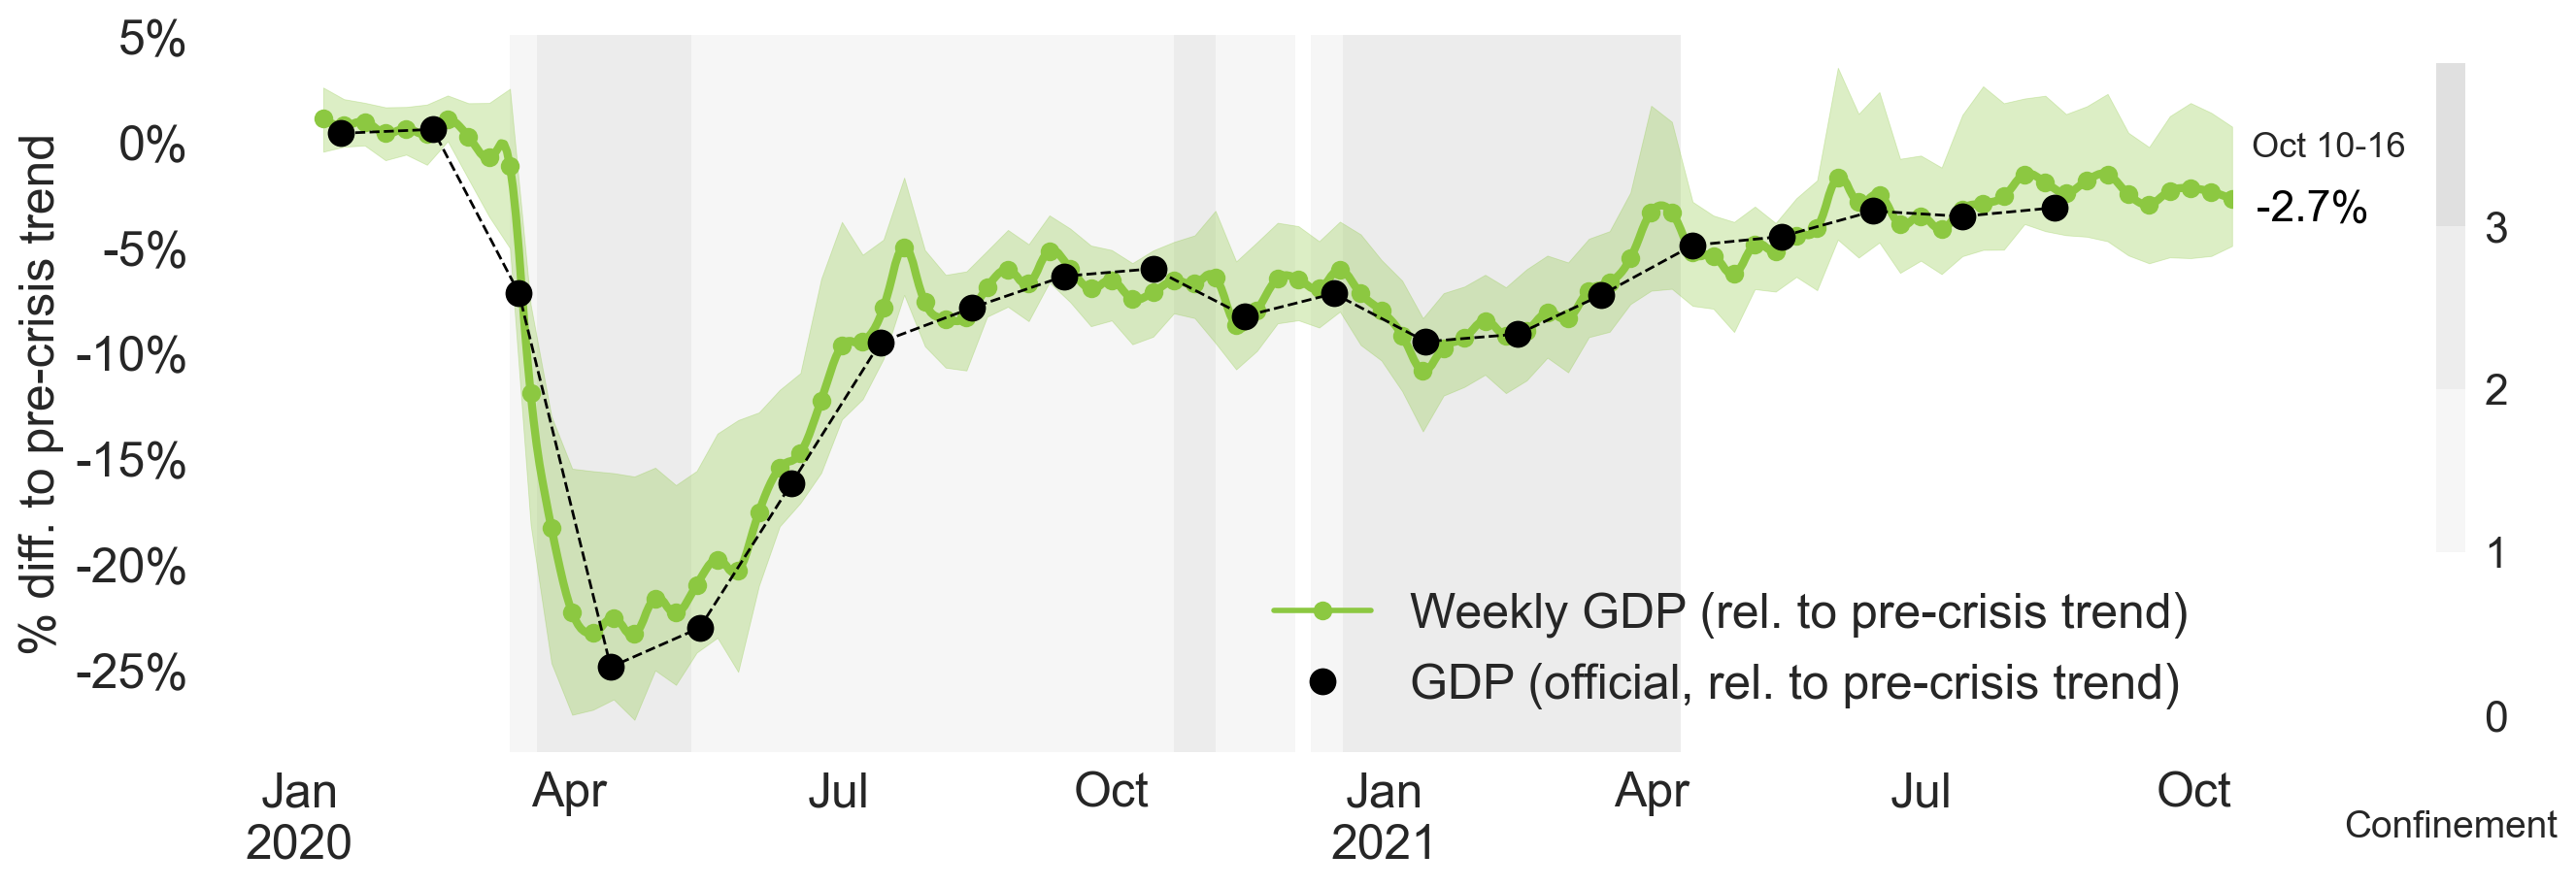 % diff. to pre-crisis trend
5%
0%
-5%
-10%
-15%
-20%
-25%
Jan
2020
Apr
Jul
Oct
Jan
2021
Apr
Jul
Oct
Weekly GDP (rel. to pre-crisis trend)
GDP (official, rel. to pre-crisis trend)
Oct 10-16
-2.7%
3
2
1
0
Confinement